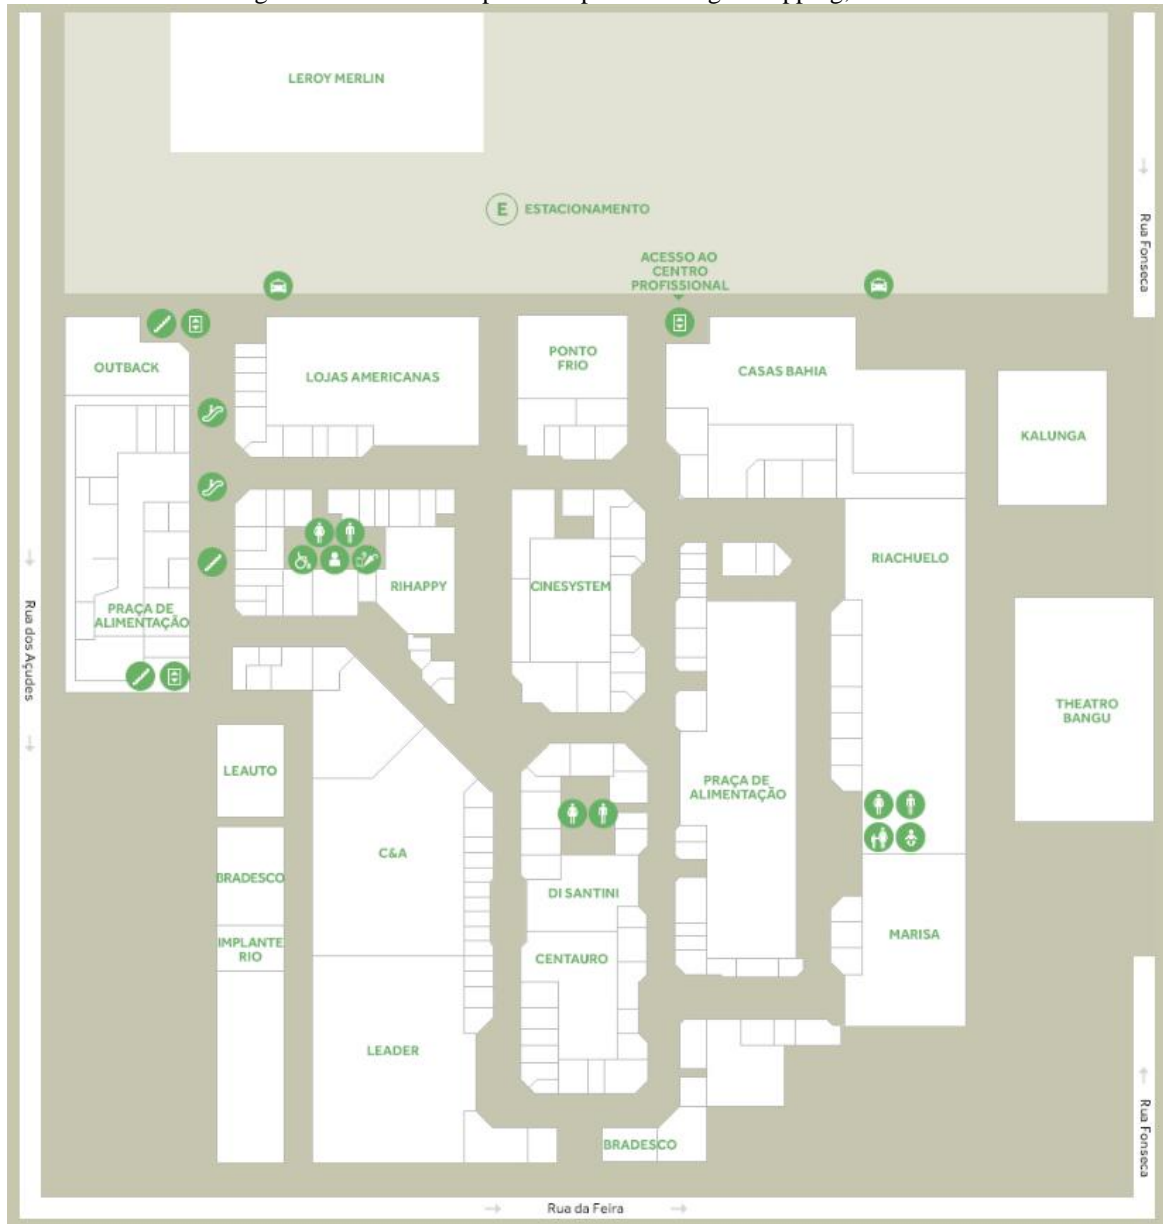 LEROY MERLIN
E ESTACIONAMENTO
ACESSO AO
CENTRO
PROFISSIONAL
Rua Fonseca
OUTBACK
LOJAS AMERICANAS
PONTO
FRIO
CASAS BAHIA
KALUNGA
RIHAPPY
CINESYSTEM
RIACHUELO
PRAÇA DE
ALIMENTAÇÃO
Rua dos Açudes
THEATRO
BANGU
LEAUTO
PRAÇA DE
ALIMENTAÇÃO
C&A
BRADESCO
DI SANTINI
IMPLANTE
RIO
CENTAURO
MARISA
LEADER
BRADESCO
Rua Fonseca
Rua da Feira